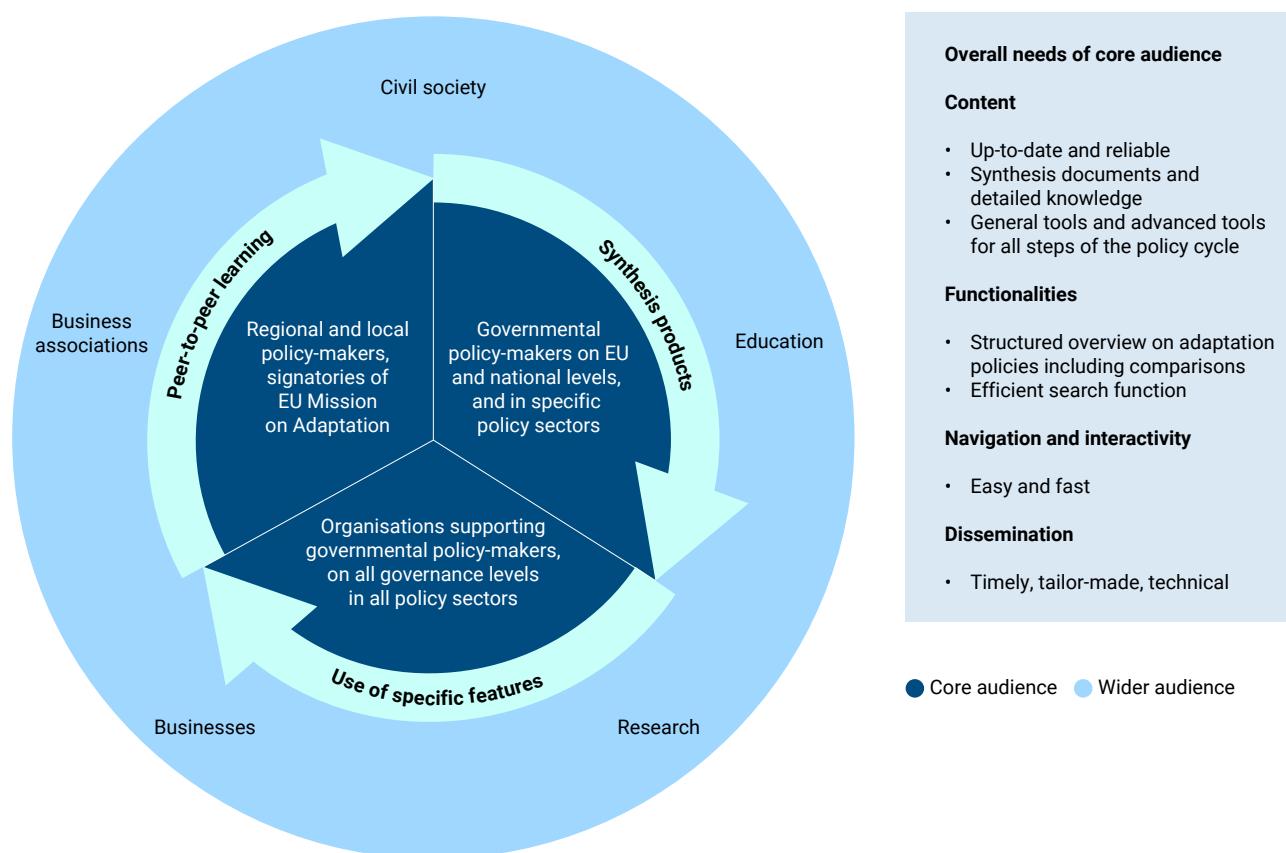 Civil society
Business
associations
Education
Businesses
Research
Peer-to-peer learning
Synthesis products
Use of specific features
Regional and local
policy-makers,
signatories of
EU Mission
on Adaptation
Governmental
policy-makers on EU
and national levels,
and in specific
policy sectors
Organisations supporting
governmental policy-makers,
on all governance levels
in all policy sectors
Overall needs of core audience
Content
• Up-to-date and reliable
• Synthesis documents and
detailed knowledge
• General tools and advanced tools
for all steps of the policy cycle
Functionalities
• Structured overview on adaptation
policies including comparisons
• Efficient search function
Navigation and interactivity
• Easy and fast
Dissemination
• Timely, tailor-made, technical
Core audience
Wider audience